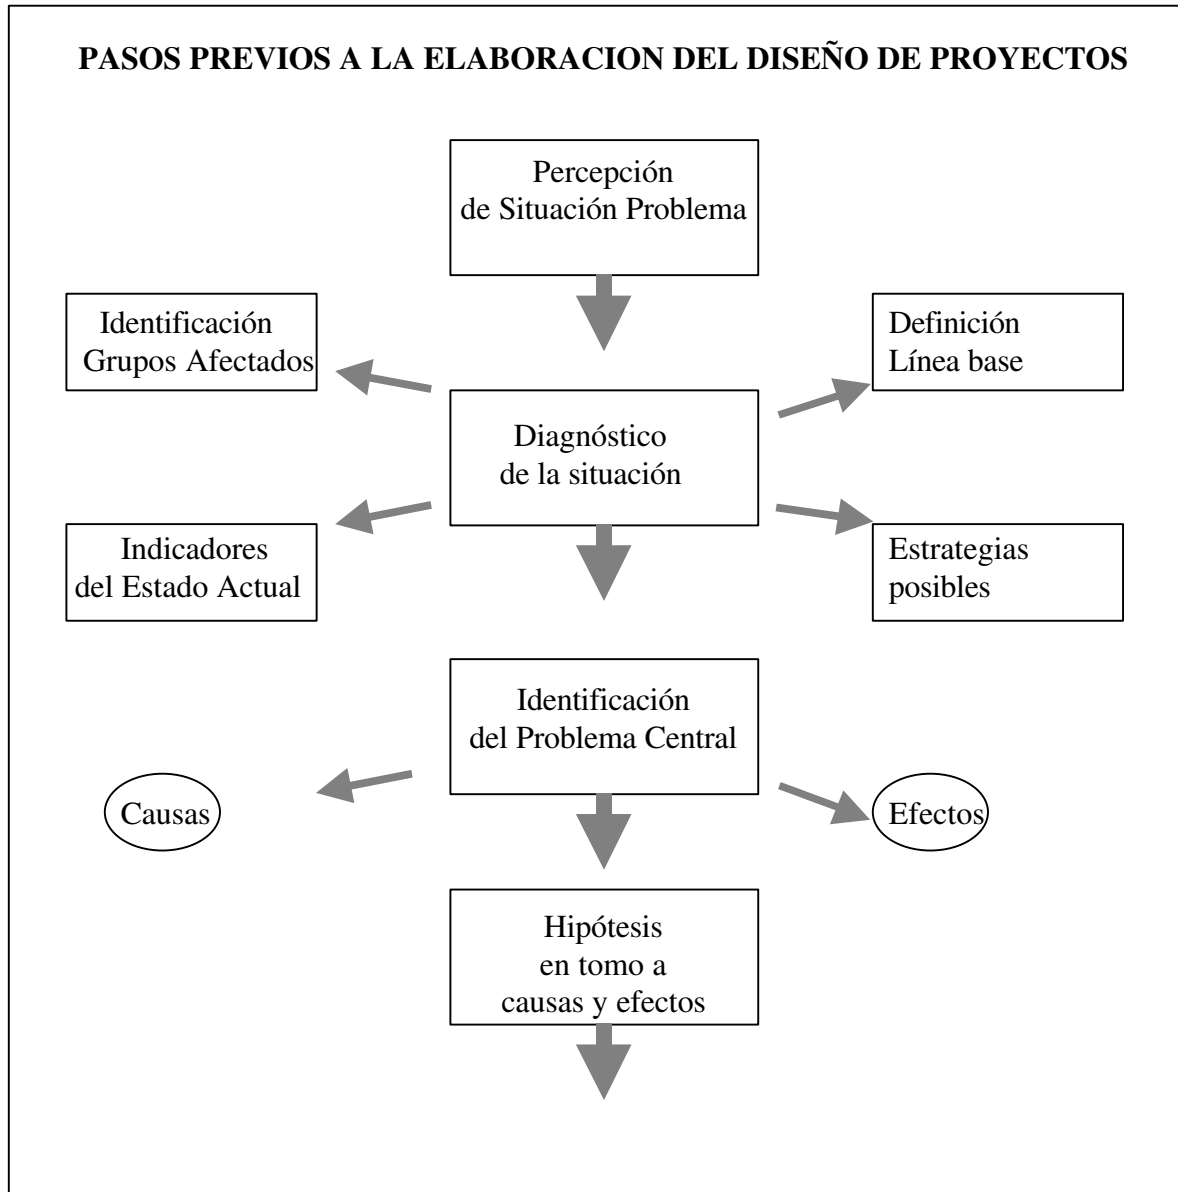 PASOS PREVIOS A LA ELABORACION DEL DISEÑO DE PROYECTOS
Percepción
de Situación Problema
Identificación
Grupos Afectados
Definición
Línea base
Diagnóstico
de la situación
Indicadores
del Estado Actual
Estrategias
posibles
Identificación
del Problema Central
Causas
Efectos
Hipótesis
en tomo a
causas y efectos